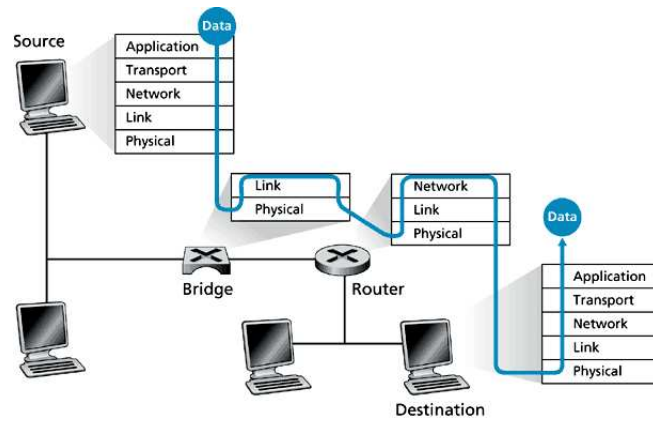 Data
Source
Application
Transport
Network
Link
Physical
Link
Physical
Network
Link
Physical
Data
Bridge
Router
Application
Transport
Network
Link
Physical
Destination